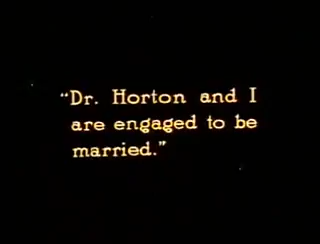 "Dr. Horton and I
are engaged to be
married."